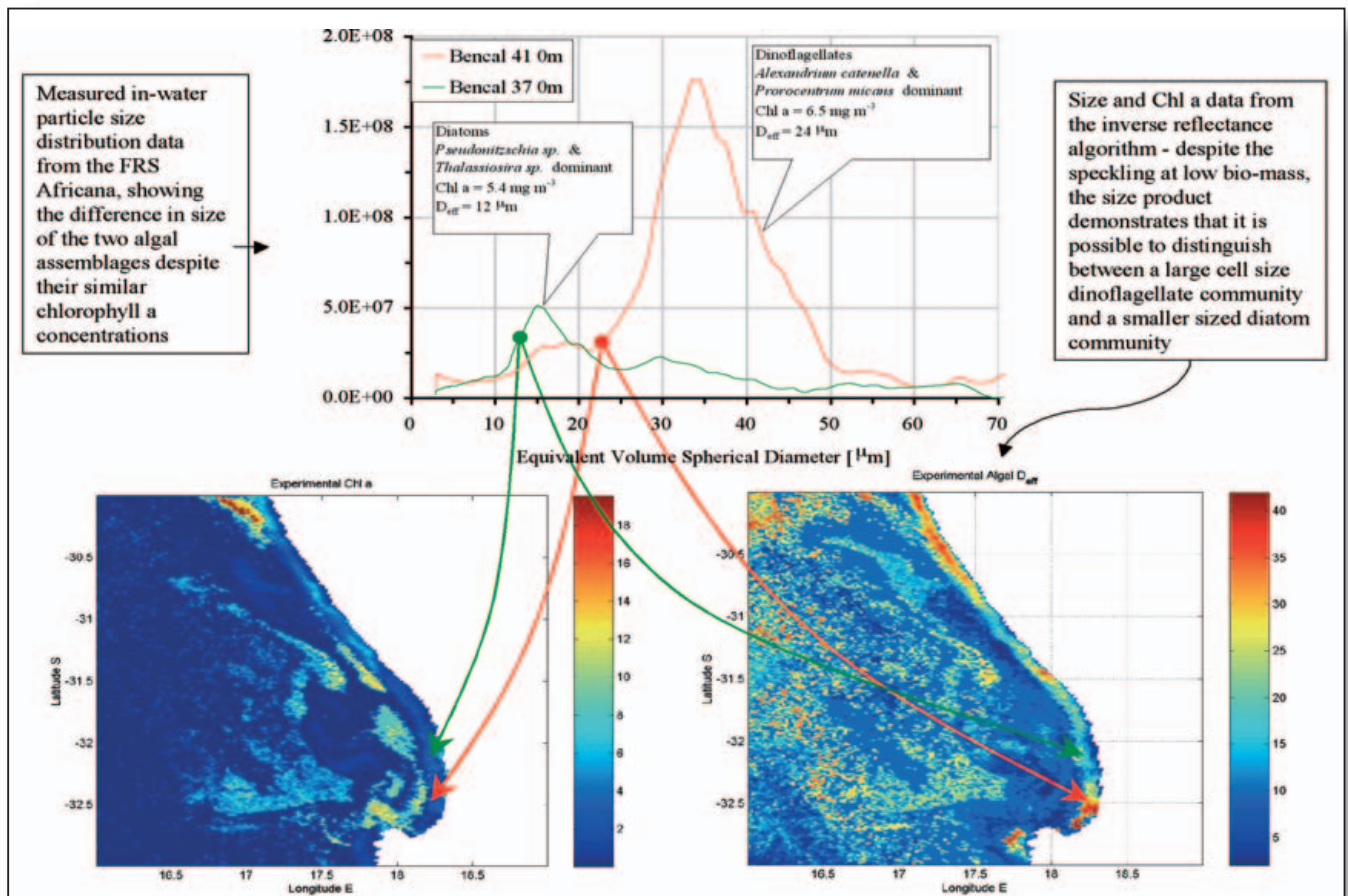 Measured in-water
particle size
distribution data
from the FRS
Africana, showing
the difference in size
of the two algal
assemblages despite
their similar
chlorophyll a
concentrations
2.0E+08
1.5E+08
1.0E+08
5.0E+07
0.0E+00
Bencal 41 0m
Bencal 37 0m
Diatoms
Pseudonitzschia sp. &
Thalassiosira sp. dominant
Chl a = 5.4 mg m⁻³
D_eff = 12 µm
Dinoflagellates
Alexandrium catenella &
Prorocentrum micans dominant
Chl a = 6.5 mg m⁻³
D_eff = 24 µm
0 10 20 30 40 50 60 70
Equivalent Volume Spherical Diameter [µm]
Size and Chl a data from
the inverse reflectance
algorithm - despite the
speckling at low bio-mass,
the size product
demonstrates that it is
possible to distinguish
between a large cell size
dinoflagellate community
and a smaller sized diatom
community
Experimental Chl a
Latitude S
-30.5
-31
-31.5
-32
-32.5
16.5 17 17.5 18 18.5
Longitude E
18
16
14
12
10
8
6
4
2
Experimental Algal D_eff
Latitude S
-30.5
-31
-31.5
-32
-32.5
16.5 17 17.5 18 18.5
Longitude E
40
35
30
25
20
15
10
5